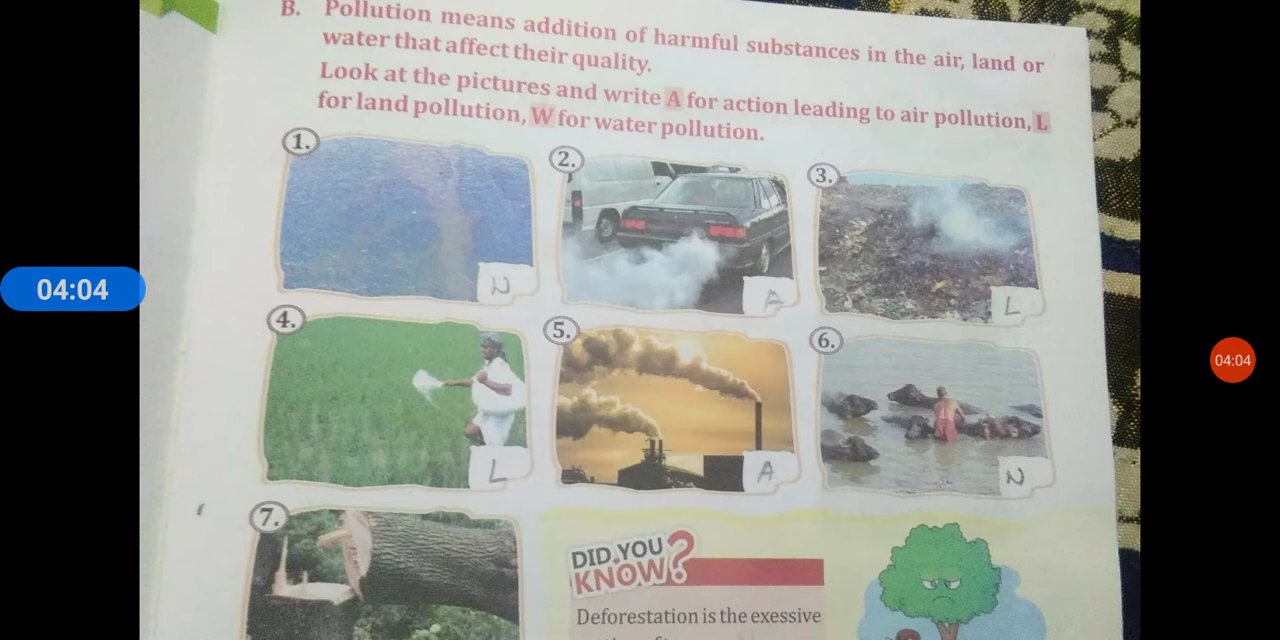 B. Pollution means addition of harmful substances in the air, land or
water that affect their quality.
Look at the pictures and write A for action leading to air pollution, L
for land pollution, W for water pollution.
1.
2.
3.
W
A
L
04:04
04:04
4.
5.
6.
L
A
W
7.
DID YOU
KNOW?
Deforestation is the exessive